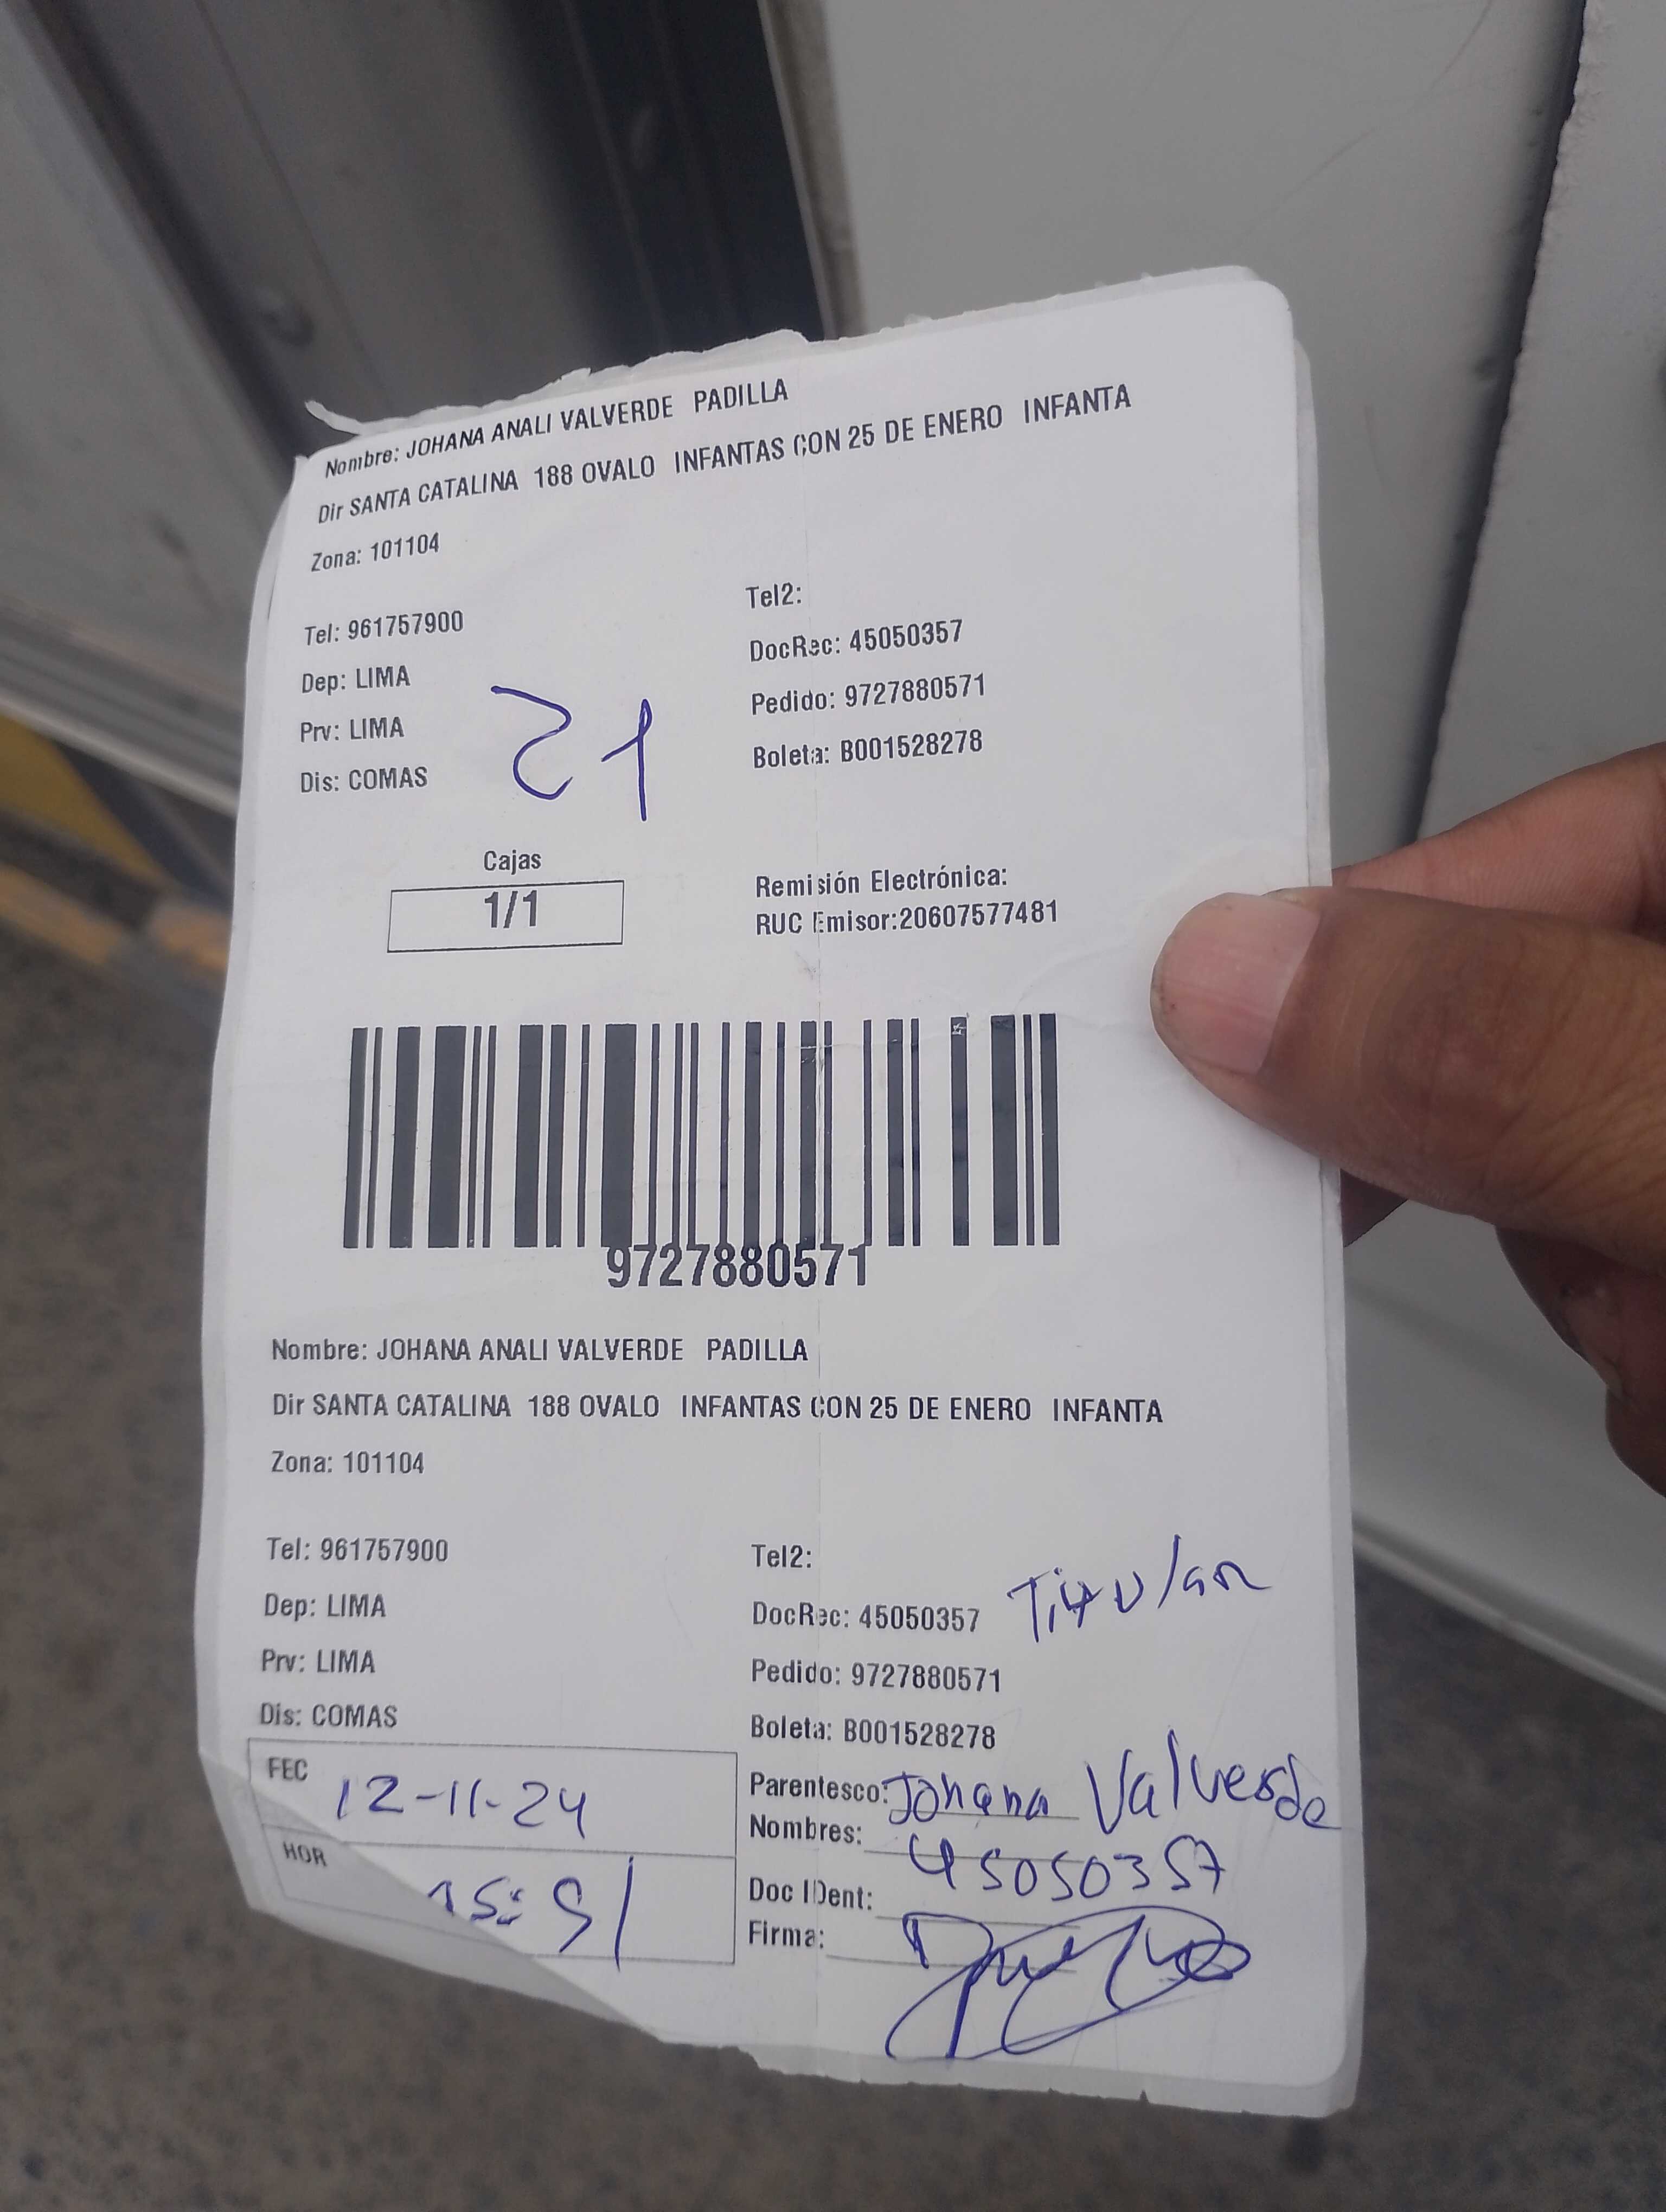 Nombre: JOHANA ANALI VALVERDE PADILLA
Dir SANTA CATALINA 188 OVALO INFANTAS CON 25 DE ENERO INFANTA
Zona: 101104
Tel: 961757900 Tel2:
DocRec: 45050357
Dep: LIMA Pedido: 9727880571
Prv: LIMA Boleta: B001528278
Dis: COMAS
21
Cajas
1/1
Remisión Electrónica:
RUC Emisor:20607577481
9727880571
Nombre: JOHANA ANALI VALVERDE PADILLA
Dir SANTA CATALINA 188 OVALO INFANTAS CON 25 DE ENERO INFANTA
Zona: 101104
Tel: 961757900 Tel2:
Dep: LIMA DocRec: 45050357 Titular
Prv: LIMA Pedido: 9727880571
Dis: COMAS Boleta: B001528278
FEC 12-11-24
HOR 15:51
Parentesco: Johana Valverde
Nombres:
Doc IDent: 45050357
Firma: